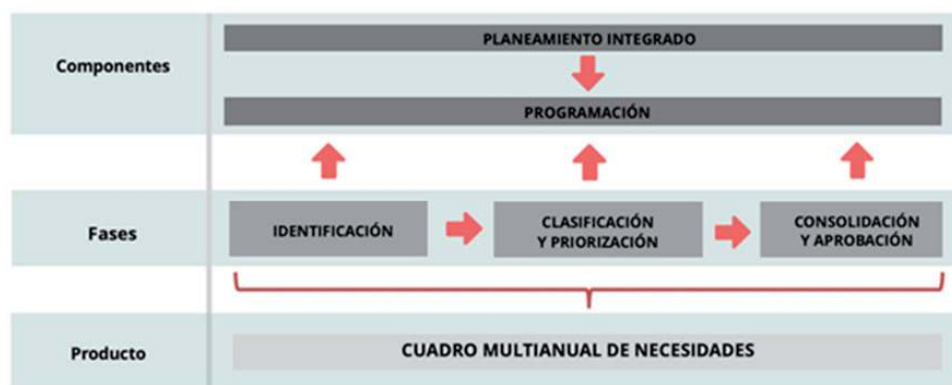 Componentes
PLANEAMIENTO INTEGRADO
PROGRAMACIÓN
Fases
IDENTIFICACIÓN
CLASIFICACIÓN
Y PRIORIZACIÓN
CONSOLIDACIÓN
Y APROBACIÓN
Producto
CUADRO MULTIANUAL DE NECESIDADES